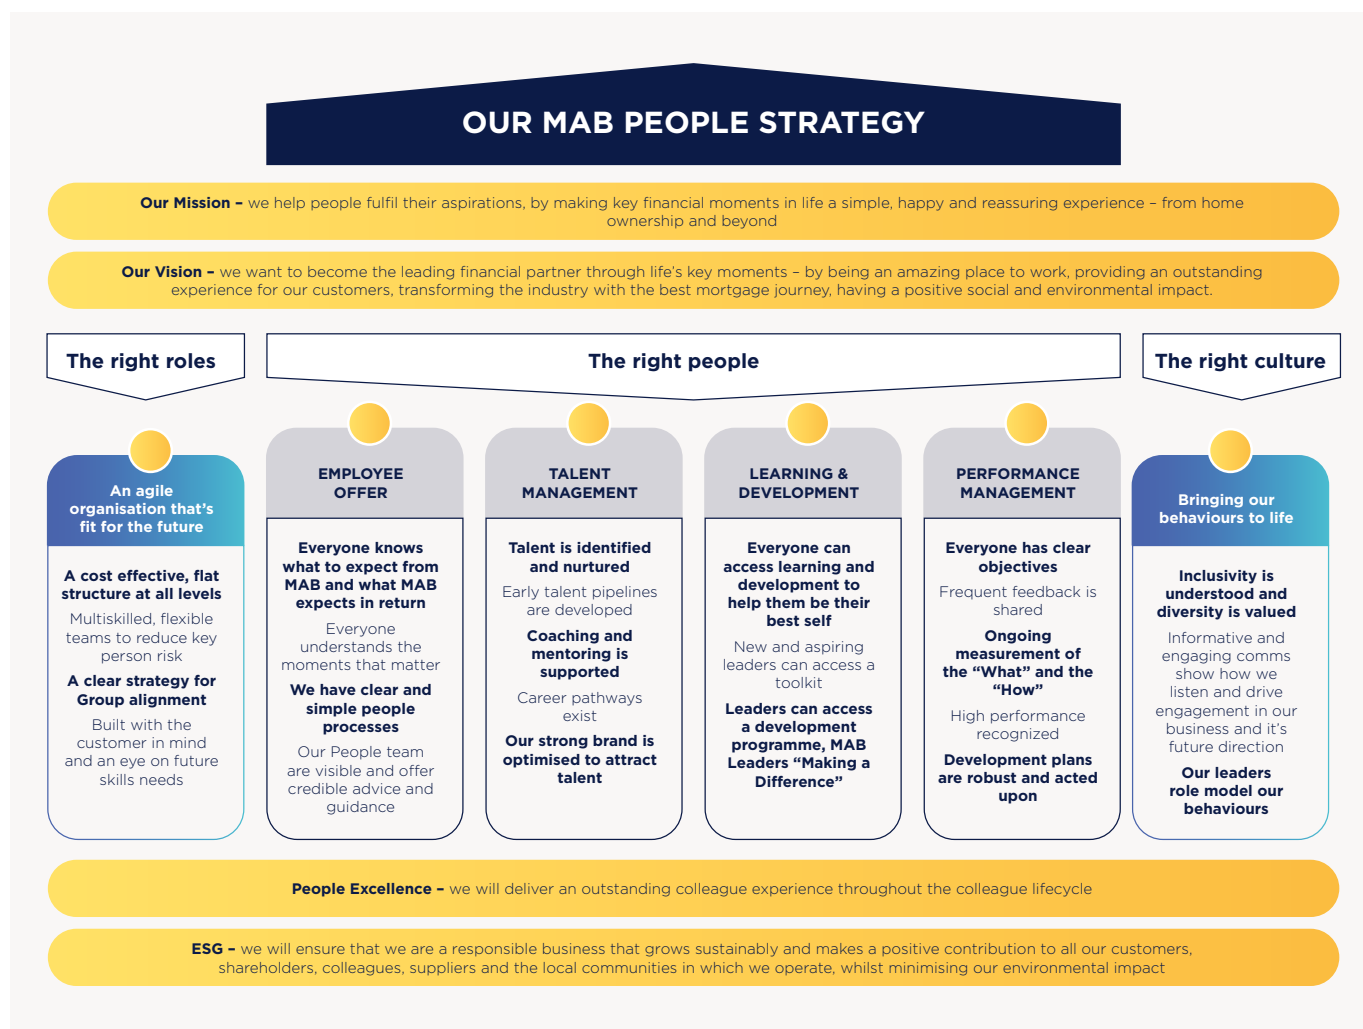 OUR MAB PEOPLE STRATEGY
Our Mission – we help people fulfil their aspirations, by making key financial moments in life a simple, happy and reassuring experience – from home
ownership and beyond
Our Vision – we want to become the leading financial partner through life's key moments – by being an amazing place to work, providing an outstanding
experience for our customers, transforming the industry with the best mortgage journey, having a positive social and environmental impact.
The right roles
The right people
The right culture
An agile
organisation that's
fit for the future
A cost effective, flat
structure at all levels
Multiskilled, flexible
teams to reduce key
person risk
A clear strategy for
Group alignment
Built with the
customer in mind
and an eye on future
skills needs
EMPLOYEE
OFFER
Everyone knows
what to expect from
MAB and what MAB
expects in return
Everyone
understands the
moments that matter
We have clear and
simple people
processes
Our People team
are visible and offer
credible advice and
guidance
TALENT
MANAGEMENT
Talent is identified
and nurtured
Early talent pipelines
are developed
Coaching and
mentoring is
supported
Career pathways
exist
Our strong brand is
optimised to attract
talent
LEARNING &
DEVELOPMENT
Everyone can
access learning and
development to
help them be their
best self
New and aspiring
leaders can access a
toolkit
Leaders can access
a development
programme, MAB
Leaders “Making a
Difference”
PERFORMANCE
MANAGEMENT
Everyone has clear
objectives
Frequent feedback is
shared
Ongoing
measurement of
the “What” and the
“How”
High performance
recognized
Development plans
are robust and acted
upon
Bringing our
behaviours to life
Inclusivity is
understood and
diversity is valued
Informative and
engaging comms
show how we
listen and drive
engagement in our
business and it's
future direction
Our leaders
role model our
behaviours
People Excellence – we will deliver an outstanding colleague experience throughout the colleague lifecycle
ESG – we will ensure that we are a responsible business that grows sustainably and makes a positive contribution to all our customers,
shareholders, colleagues, suppliers and the local communities in which we operate, whilst minimising our environmental impact